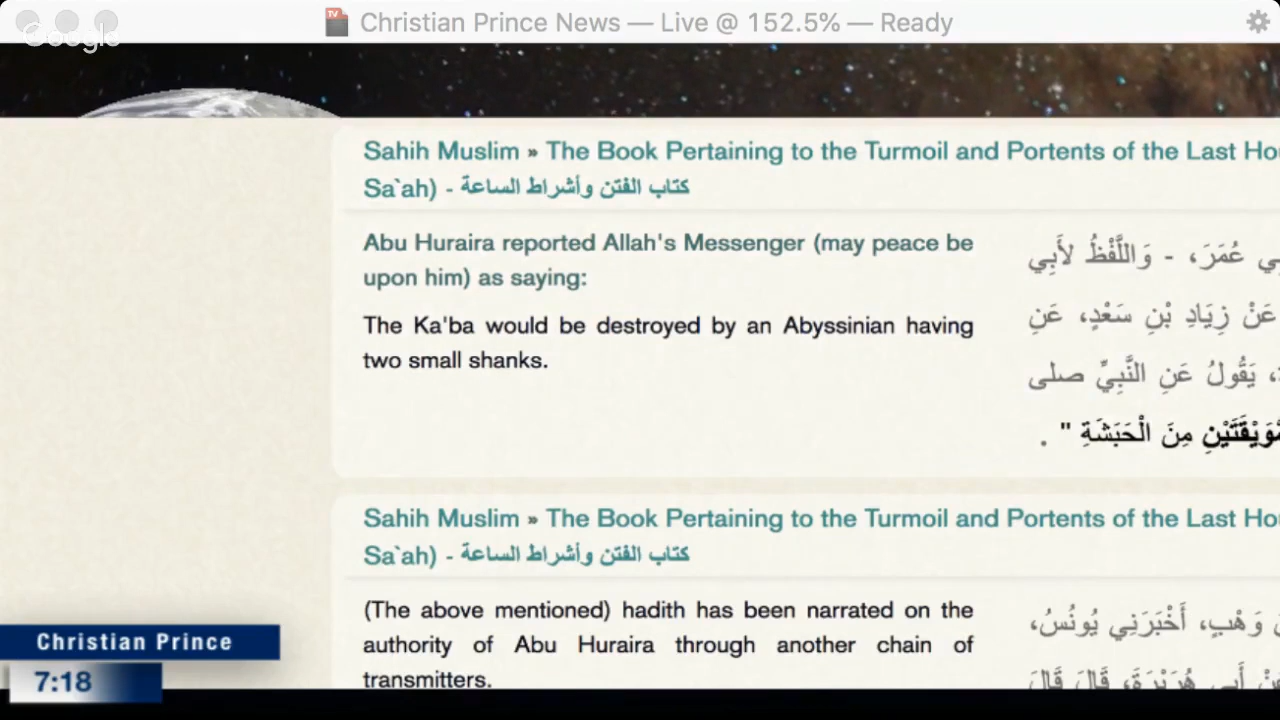 Christian Prince News — Live @ 152.5% — Ready
Google
TV
Sahih Muslim » The Book Pertaining to the Turmoil and Portents of the Last Ho
Sa`ah) - كتاب الفتن وأشراط الساعة
Abu Huraira reported Allah's Messenger (may peace be
upon him) as saying:
The Ka'ba would be destroyed by an Abyssinian having
two small shanks.
عُمَرَ، - وَاللَّفْظُ لأَبِي
عَنْ زِيَادِ بْنِ سَعْدٍ، عَنِ
يَقُولُ عَنِ النَّبِيِّ صلى
مِنَ الْحَبَشَةِ " .
Sahih Muslim » The Book Pertaining to the Turmoil and Portents of the Last Ho
Sa`ah) - كتاب الفتن وأشراط الساعة
(The above mentioned) hadith has been narrated on the
authority of Abu Huraira through another chain of
transmitters.
وَهْبٍ، أَخْبَرَنِي يُونُسُ،
أَبِي هُرَيْرَةَ، قَالَ قَالَ
Christian Prince
7:18